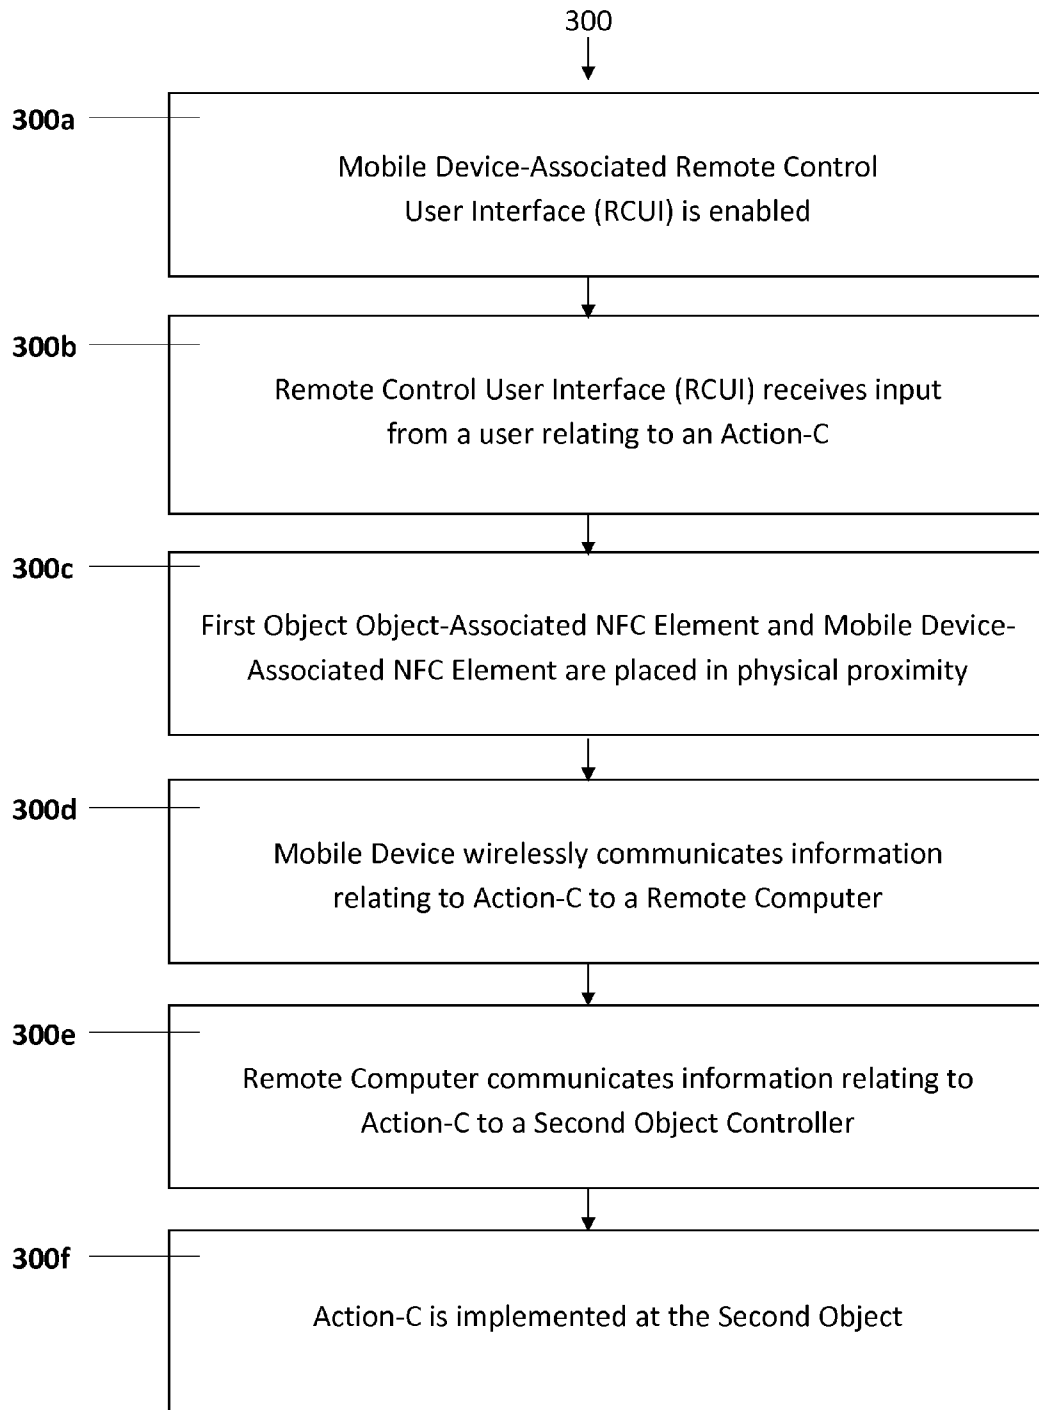 300
300a
Mobile Device-Associated Remote Control
User Interface (RCUI) is enabled
300b
Remote Control User Interface (RCUI) receives input
from a user relating to an Action-C
300c
First Object Object-Associated NFC Element and Mobile Device-
Associated NFC Element are placed in physical proximity
300d
Mobile Device wirelessly communicates information
relating to Action-C to a Remote Computer
300e
Remote Computer communicates information relating to
Action-C to a Second Object Controller
300f
Action-C is implemented at the Second Object